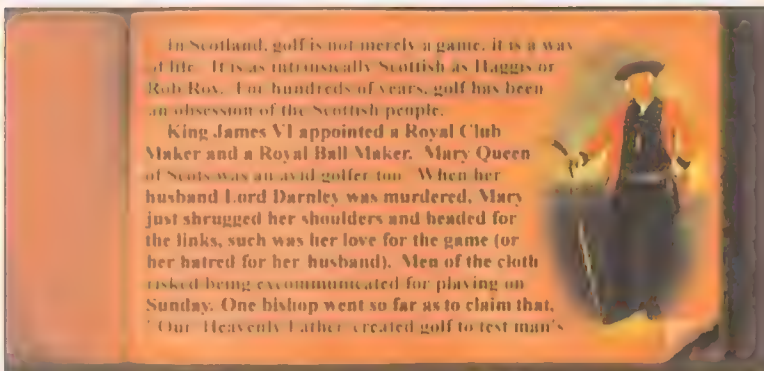 In Scotland, golf is not merely a game, it is a way
of life. It is as intrinsically Scottish as Haggis or
Rob Roy. For hundreds of years, golf has been
an obsession of the Scottish people.
King James VI appointed a Royal Club
Maker and a Royal Ball Maker. Mary Queen
of Scots was an avid golfer too. When her
husband Lord Darnley was murdered, Mary
just shrugged her shoulders and headed for
the links, such was her love for the game (or
her hatred for her husband). Men of the cloth
risked being excommunicated for playing on
Sunday. One bishop went so far as to claim that,
"Our Heavenly Father created golf to test man's